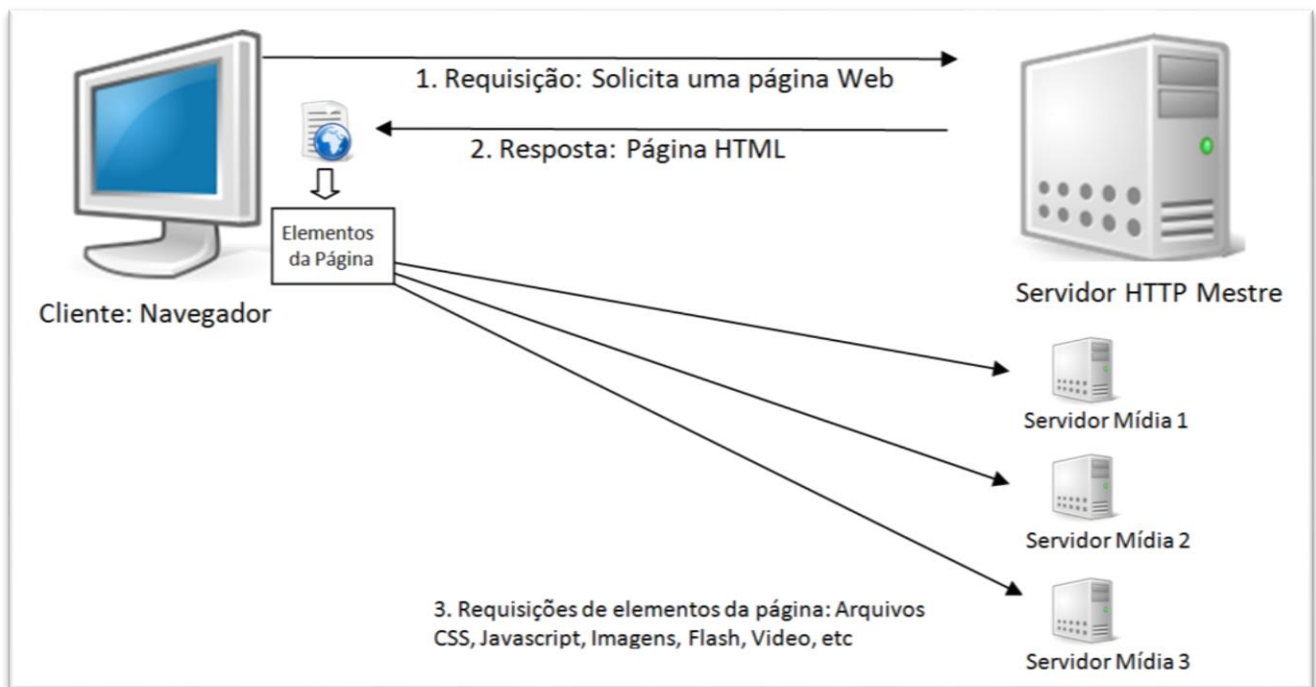 1. Requisição: Solicita uma página Web
2. Resposta: Página HTML
Elementos
da Página
Cliente: Navegador
Servidor HTTP Mestre
Servidor Mídia 1
Servidor Mídia 2
3. Requisições de elementos da página: Arquivos
CSS, Javascript, Imagens, Flash, Video, etc
Servidor Mídia 3